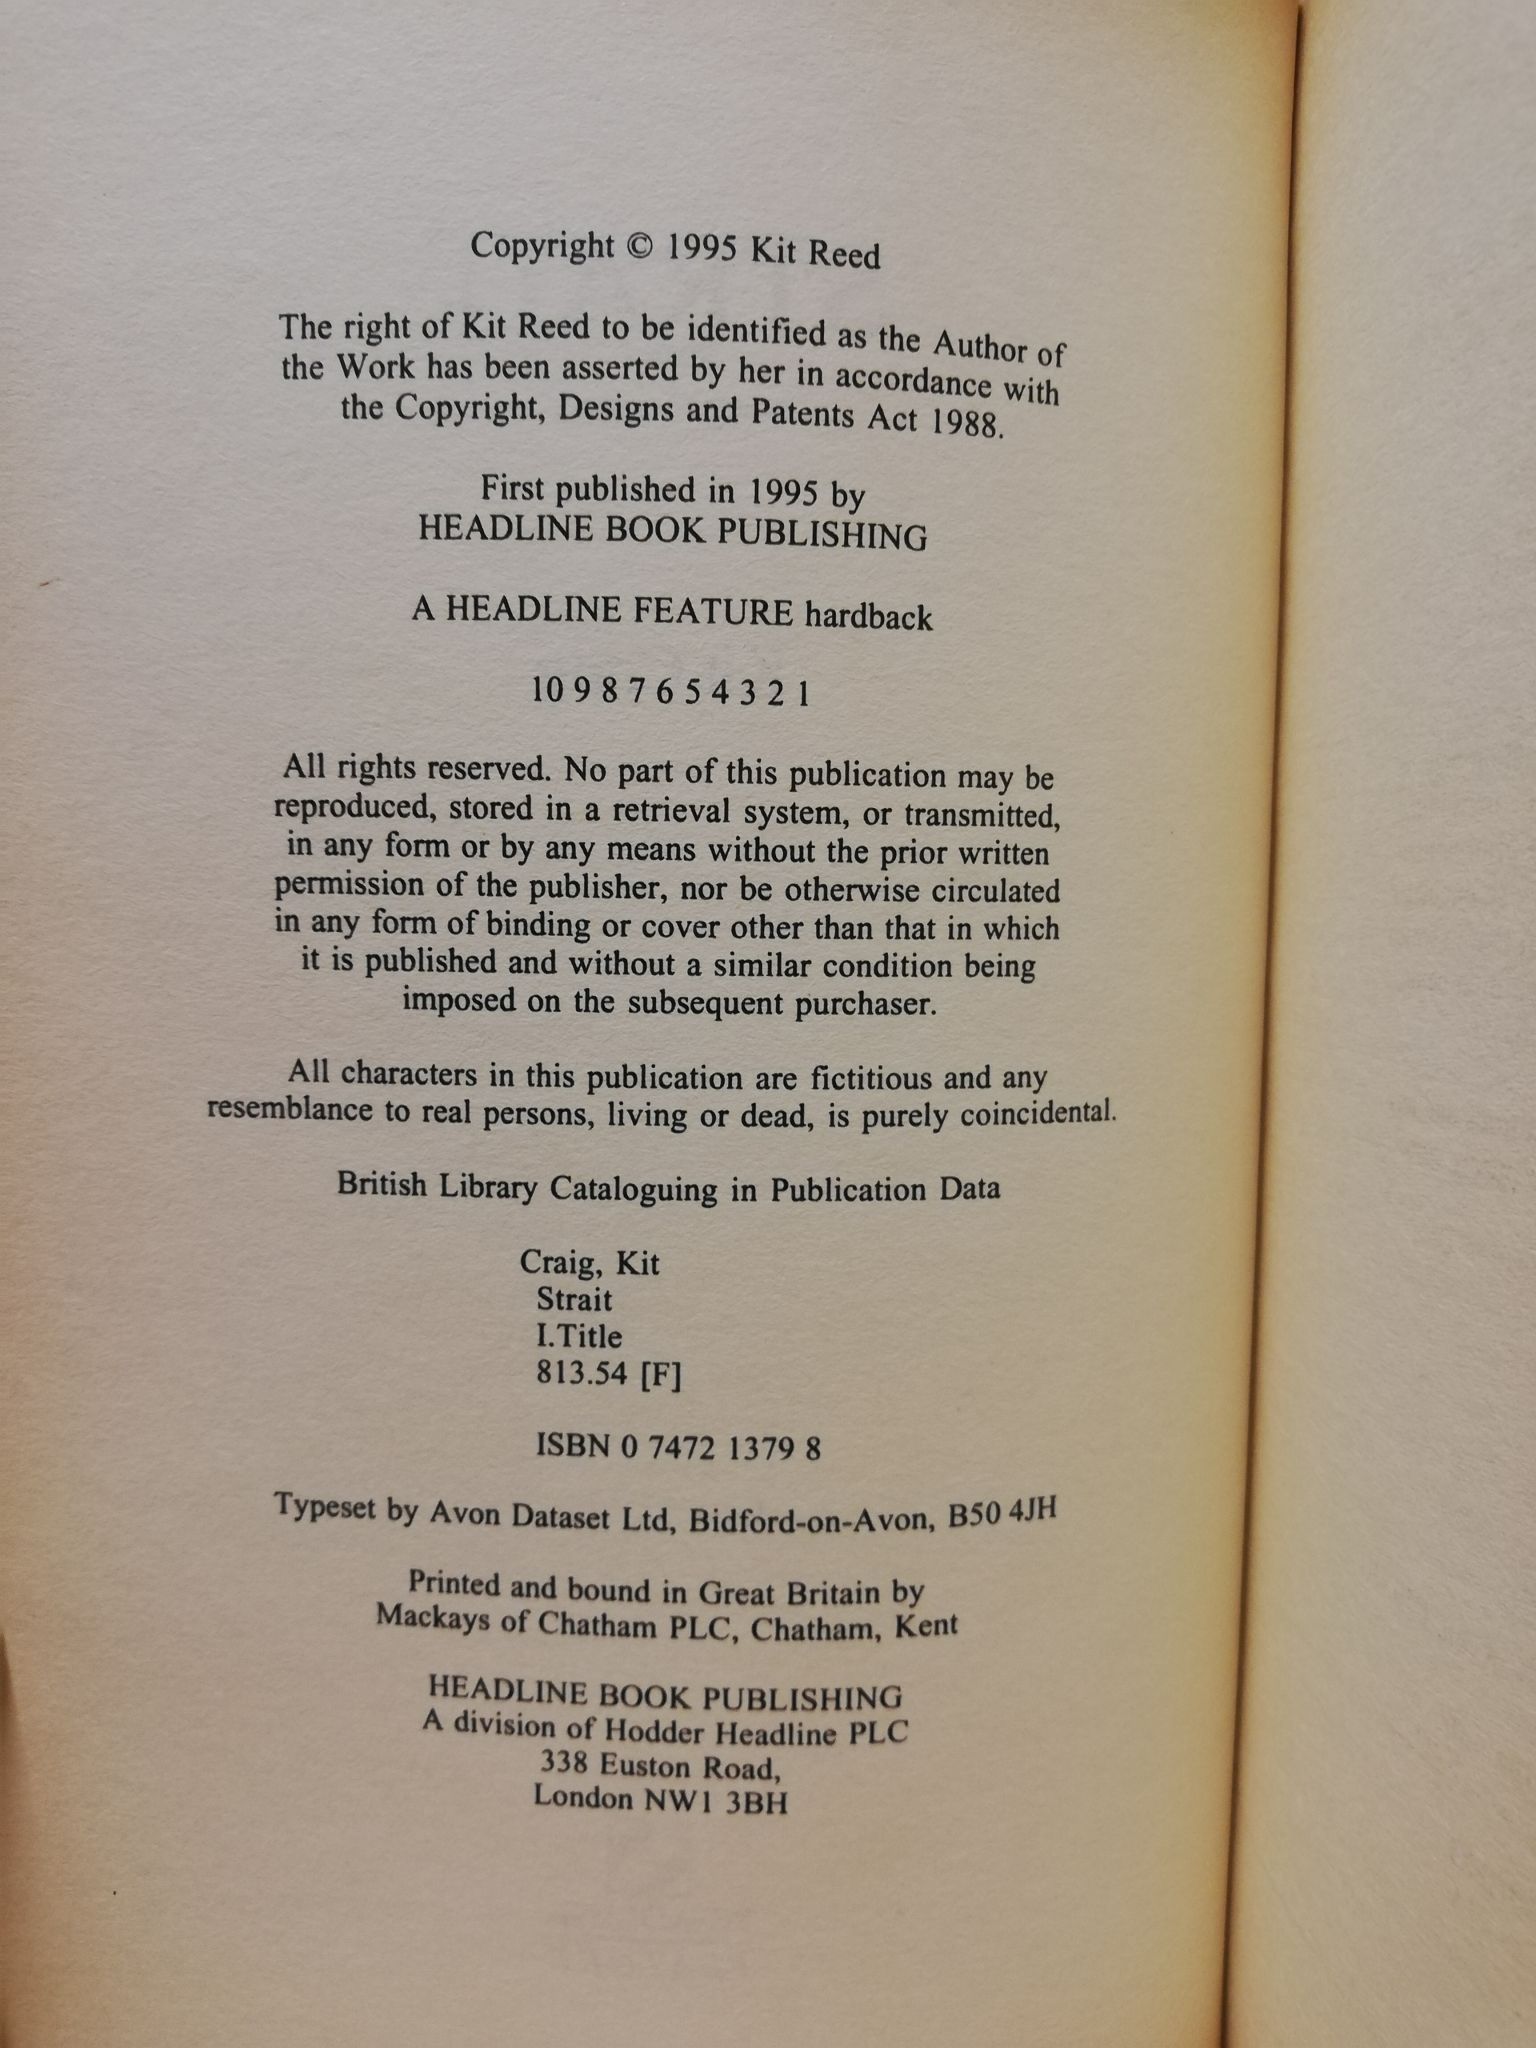 Copyright © 1995 Kit Reed
The right of Kit Reed to be identified as the Author of
the Work has been asserted by her in accordance with
the Copyright, Designs and Patents Act 1988.
First published in 1995 by
HEADLINE BOOK PUBLISHING
A HEADLINE FEATURE hardback
10 9 8 7 6 5 4 3 2 1
All rights reserved. No part of this publication may be
reproduced, stored in a retrieval system, or transmitted,
in any form or by any means without the prior written
permission of the publisher, nor be otherwise circulated
in any form of binding or cover other than that in which
it is published and without a similar condition being
imposed on the subsequent purchaser.
All characters in this publication are fictitious and any
resemblance to real persons, living or dead, is purely coincidental.
British Library Cataloguing in Publication Data
Craig, Kit
Strait
I.Title
813.54 [F]
ISBN 0 7472 1379 8
Typeset by Avon Dataset Ltd, Bidford-on-Avon, B50 4JH
Printed and bound in Great Britain by
Mackays of Chatham PLC, Chatham, Kent
HEADLINE BOOK PUBLISHING
A division of Hodder Headline PLC
338 Euston Road,
London NW1 3BH